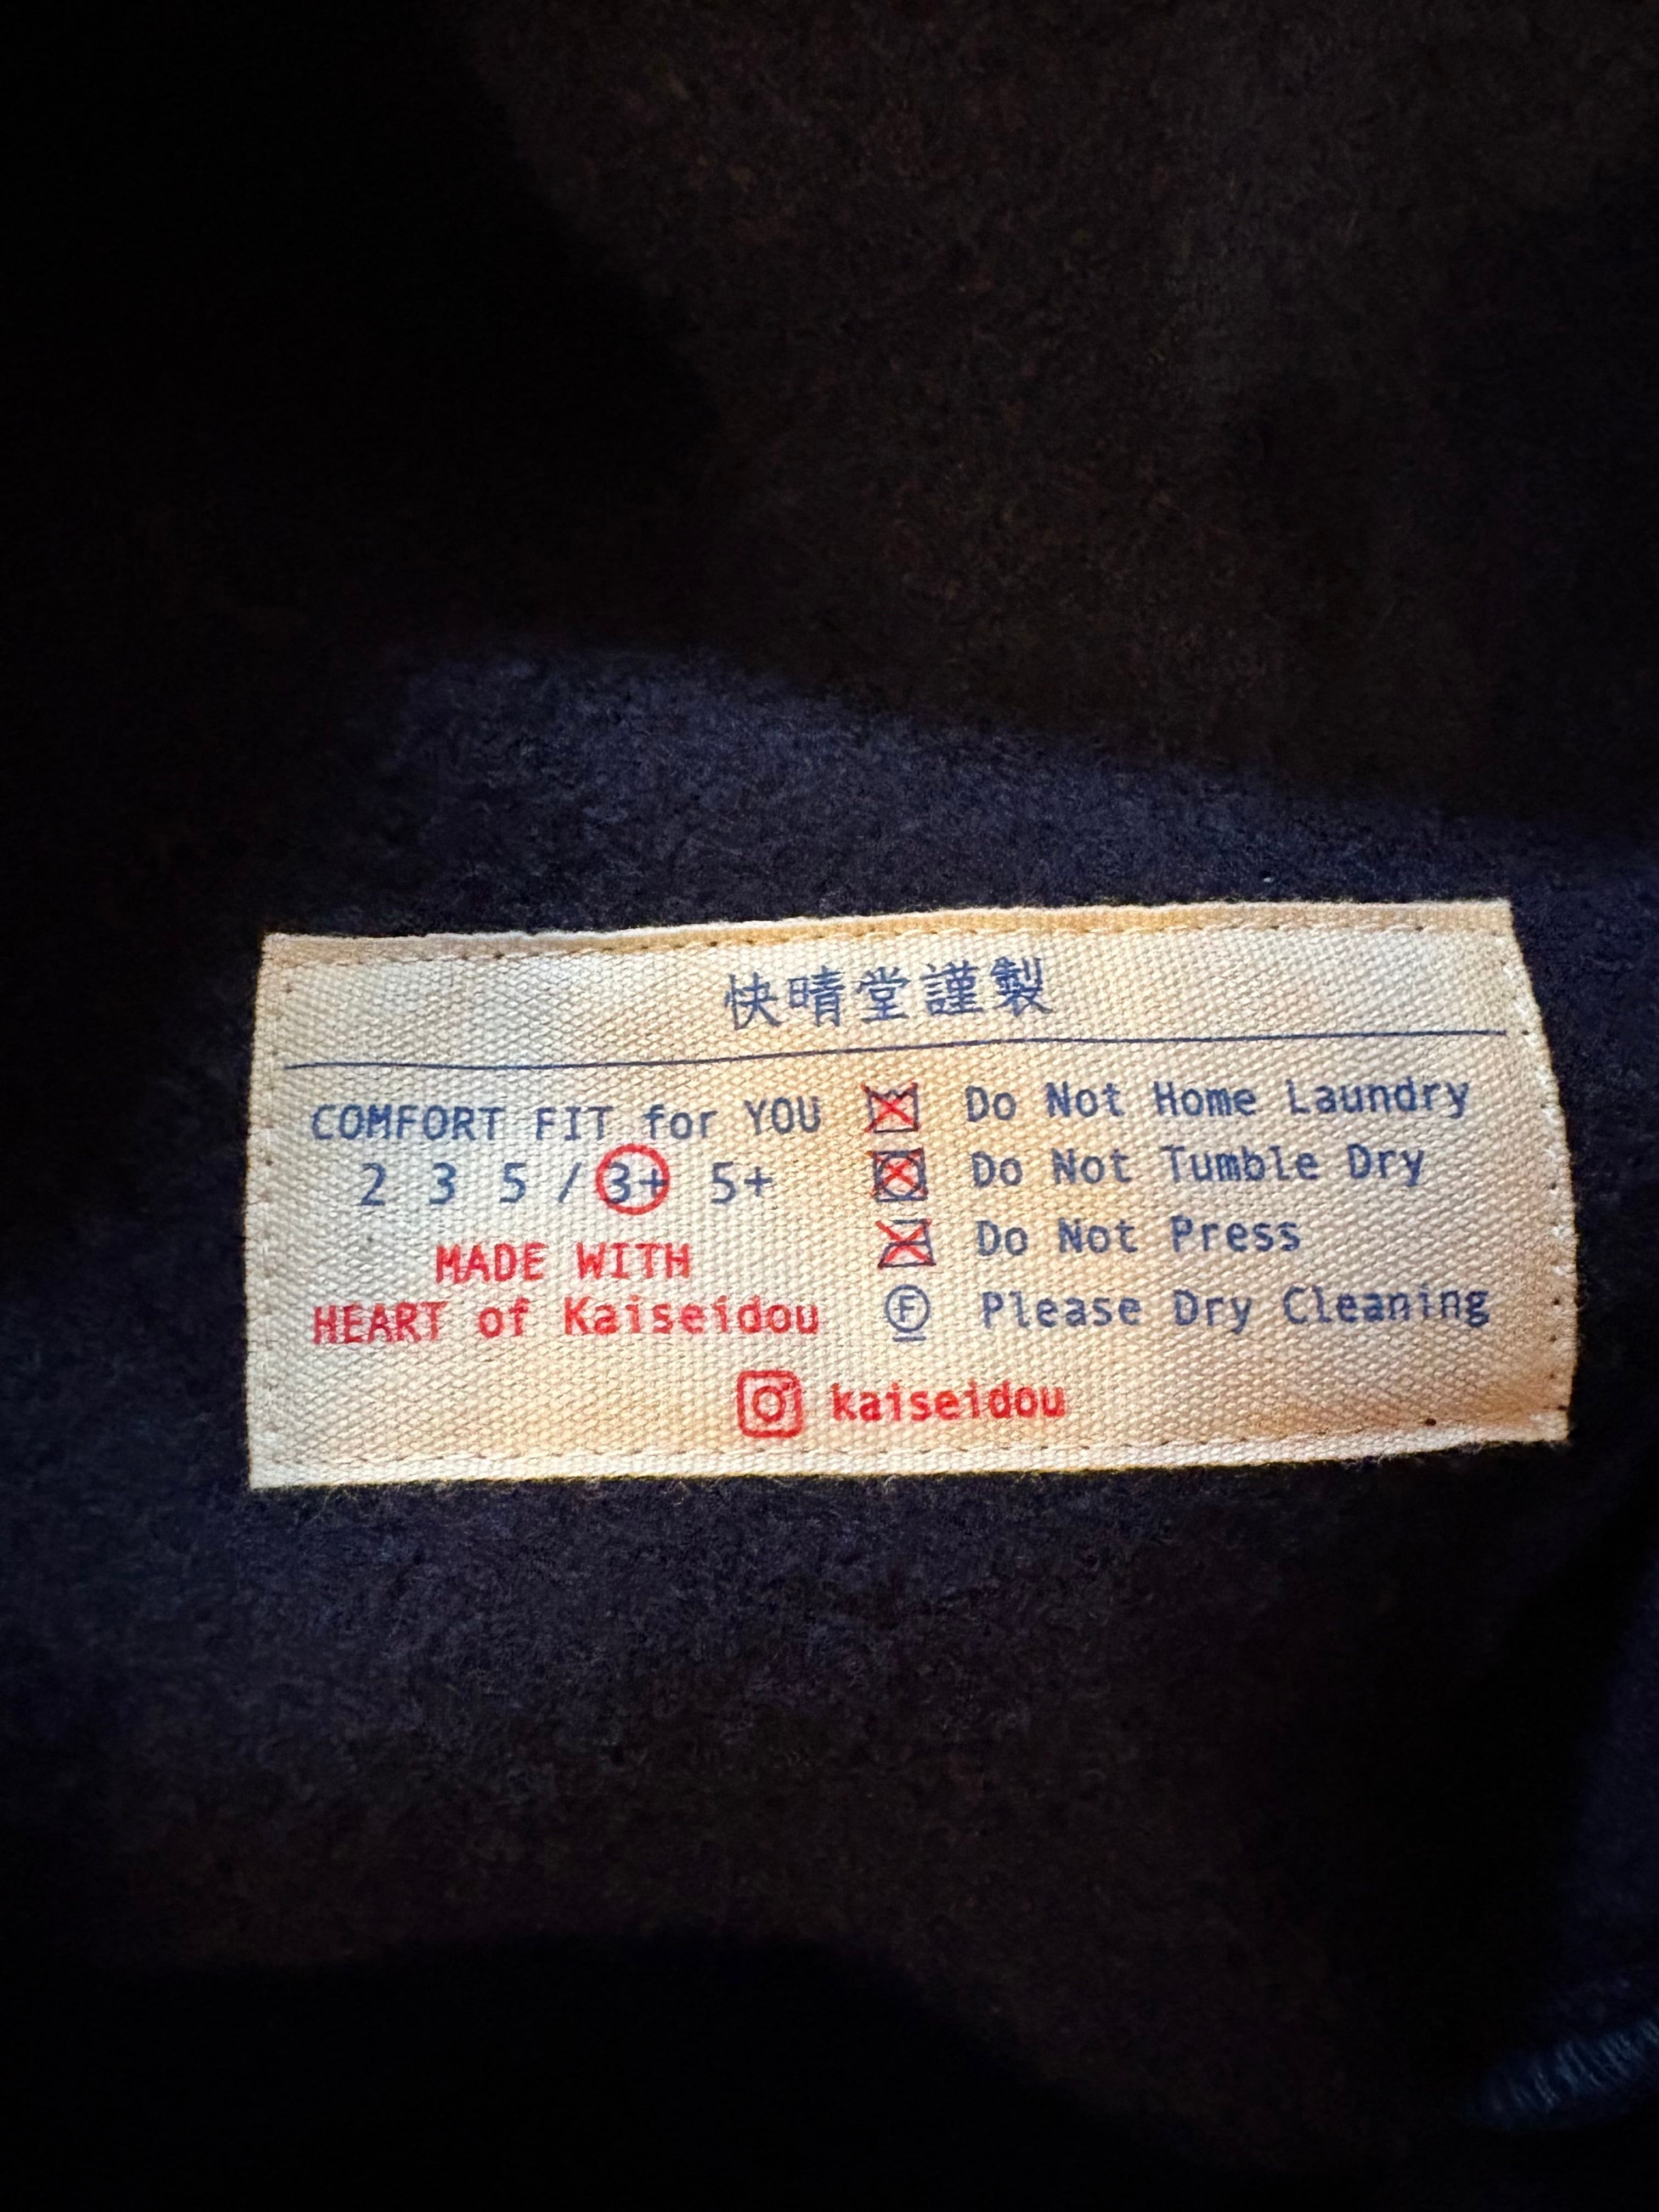 快晴堂謹製
COMFORT FIT for YOU
2 3 5 / 3+ 5+
MADE WITH
HEART of Kaiseidou
Do Not Home Laundry
Do Not Tumble Dry
Do Not Press
F Please Dry Cleaning
kaiseidou